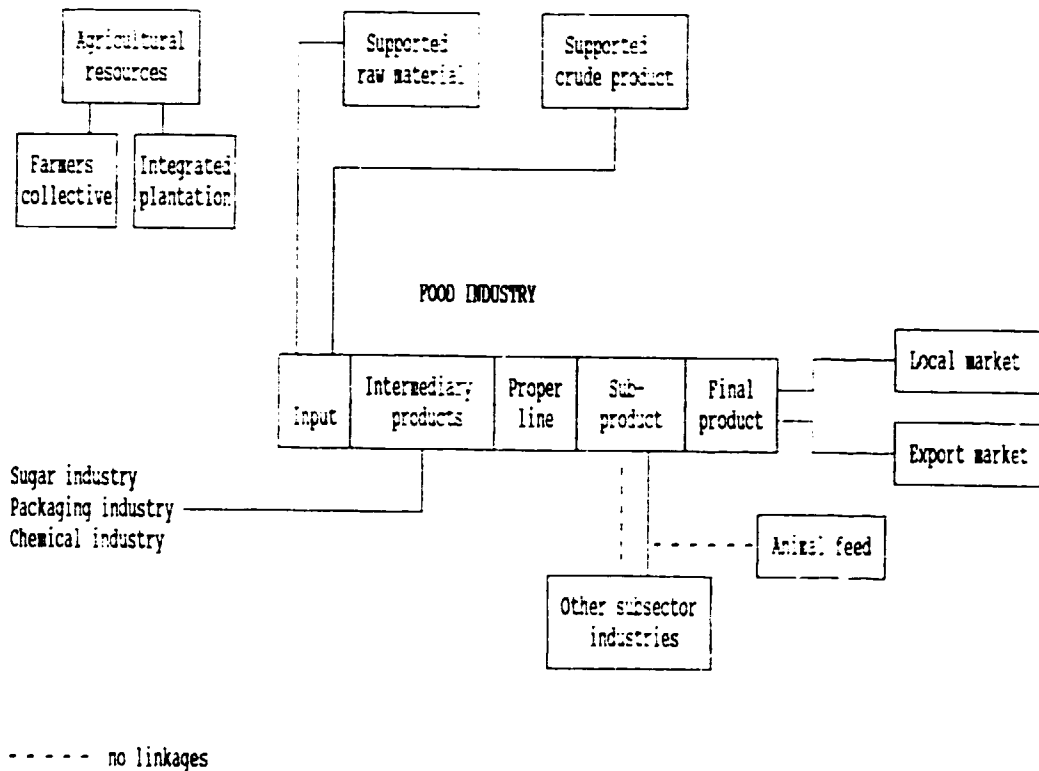 Agricultural
resources
Supported
raw material
Supported
crude product
Farmers
collective
Integrated
plantation
FOOD INDUSTRY
Input
Intermediary
products
Proper
line
Sub-
product
Final
product
Local market
Export market
Sugar industry
Packaging industry
Chemical industry
Animal feed
Other subsector
industries
- - - - - no linkages